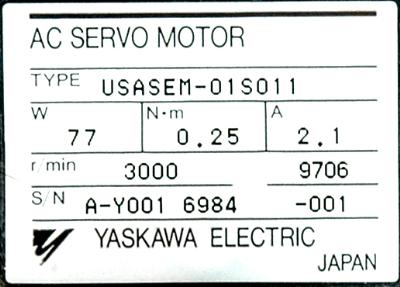 AC SERVO MOTOR
TYPE USASEM-01S011
W N·m A
77 0.25 2.1
r/min 3000 9706
S/N A-Y001 6984 -001
YASKAWA ELECTRIC
JAPAN